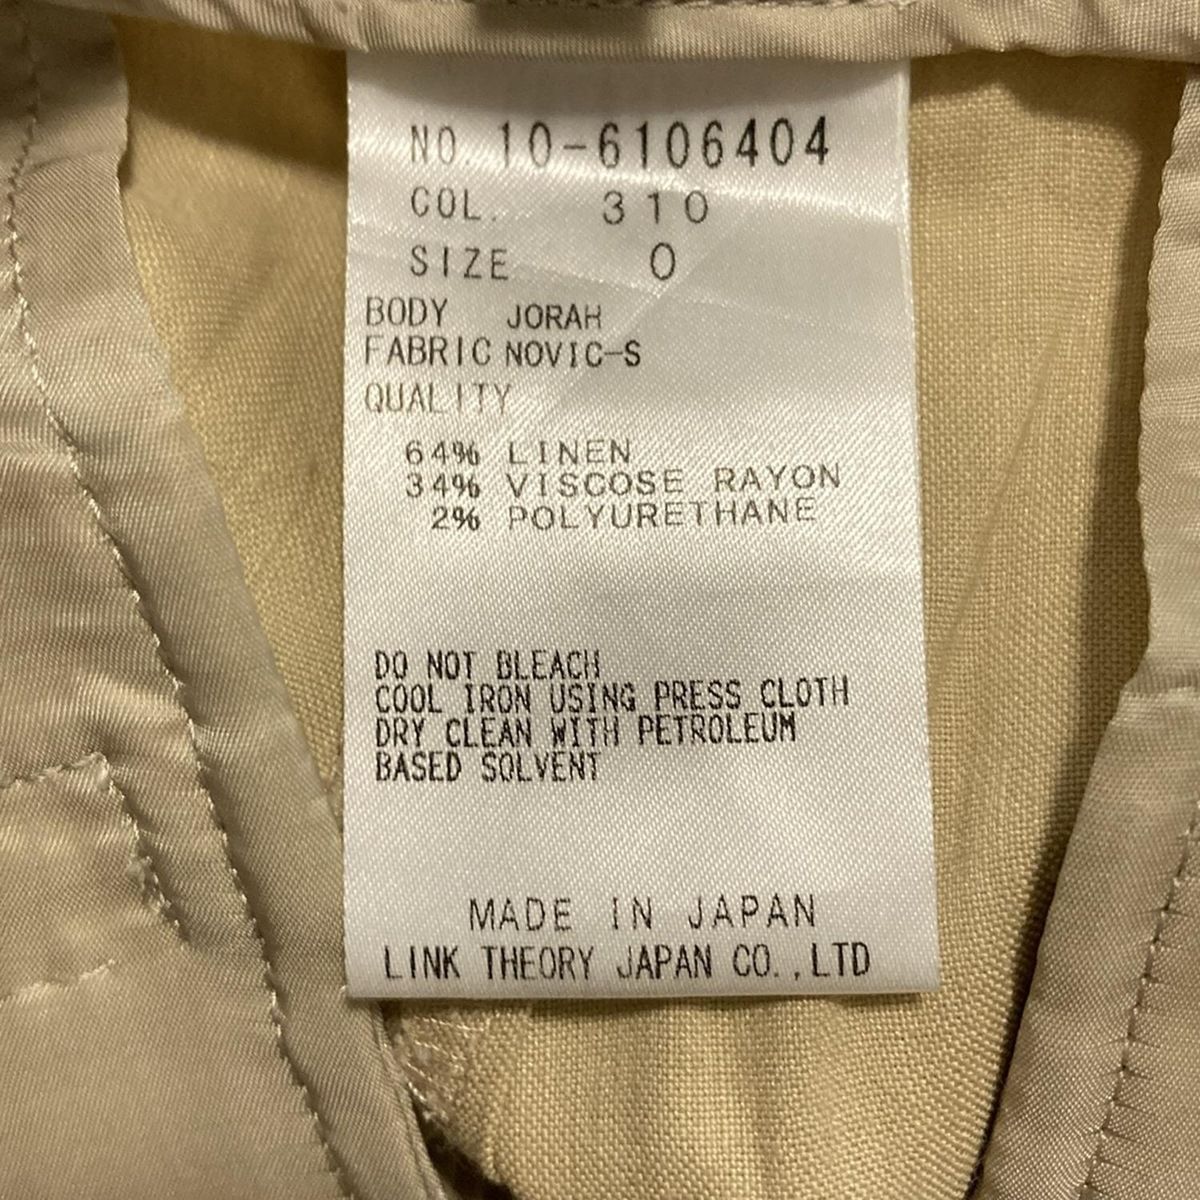 NO. 10-6106404
COL. 310
SIZE 0
BODY JORAH
FABRIC NOVIC-S
QUALITY
64% LINEN
34% VISCOSE RAYON
2% POLYURETHANE
DO NOT BLEACH
COOL IRON USING PRESS CLOTH
DRY CLEAN WITH PETROLEUM
BASED SOLVENT
MADE IN JAPAN
LINK THEORY JAPAN CO.,LTD